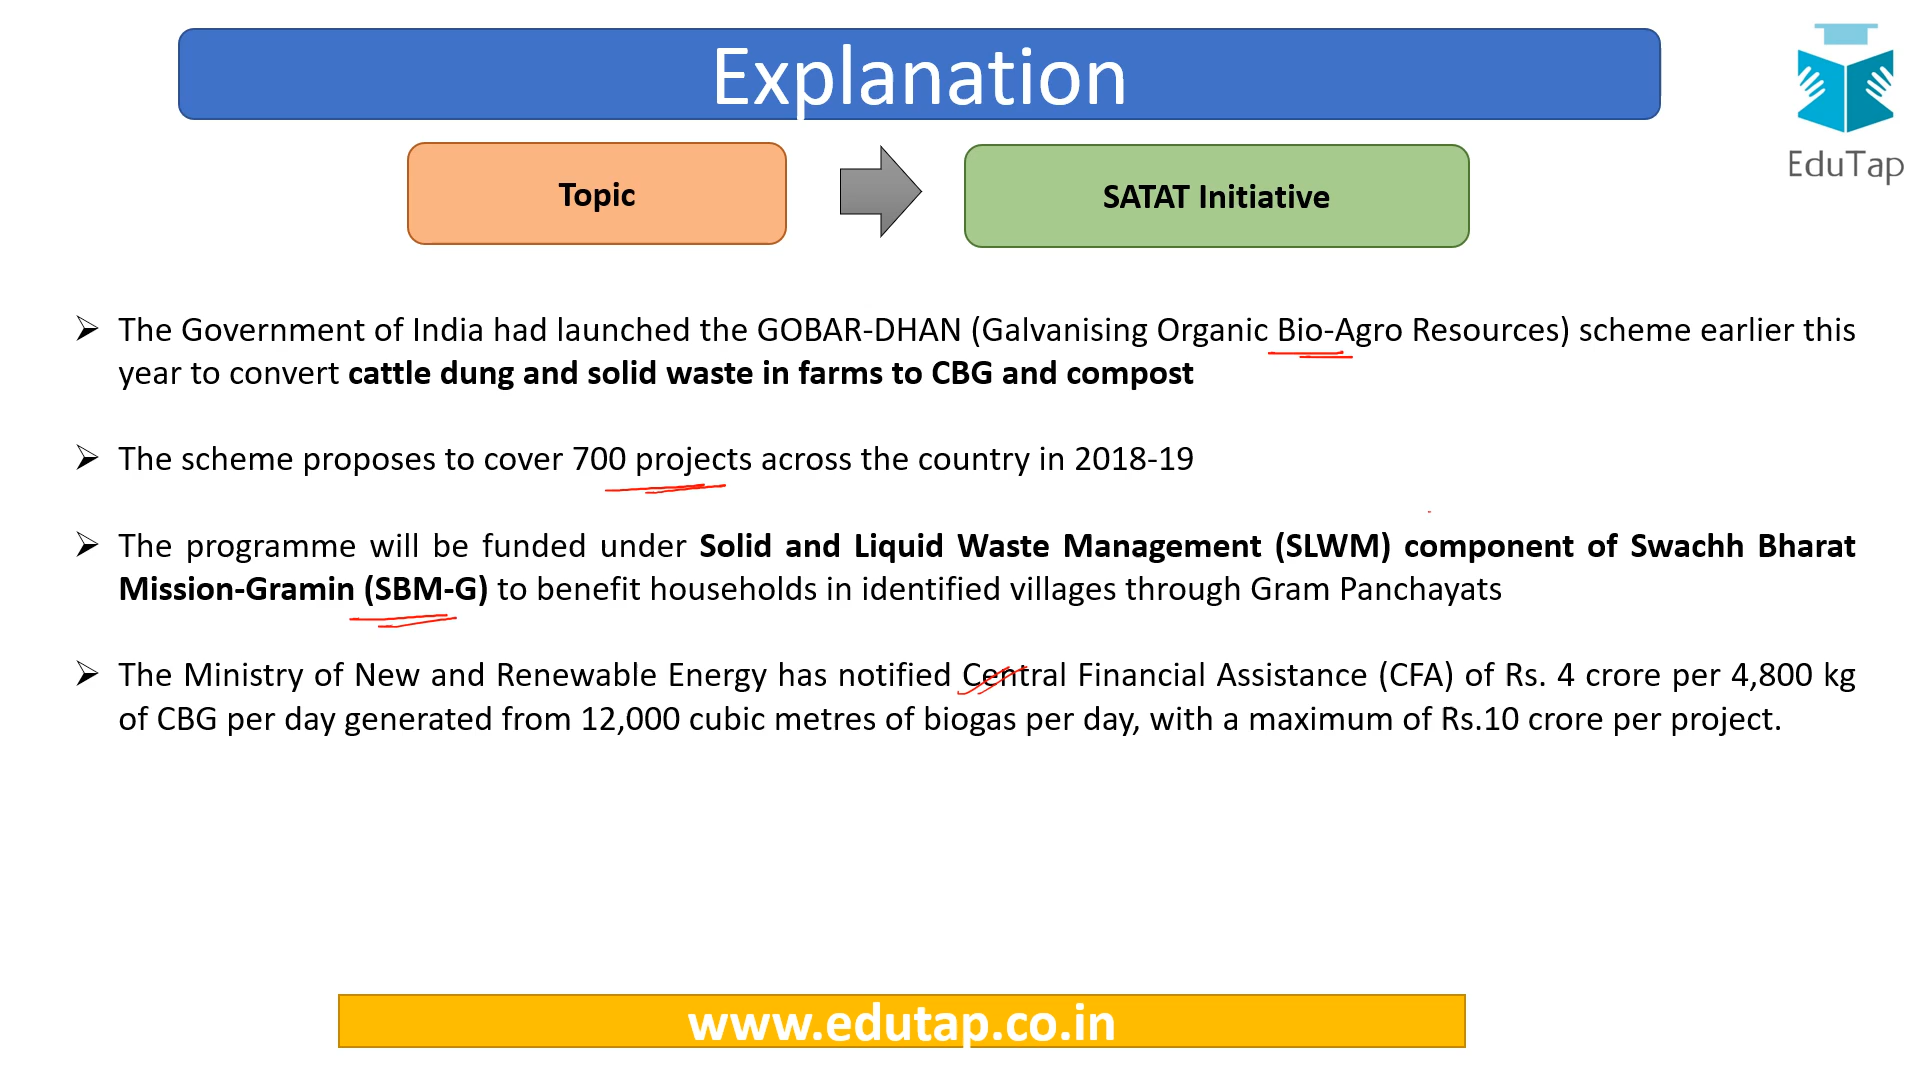 Explanation
EduTap
Topic
SATAT Initiative
The Government of India had launched the GOBAR-DHAN (Galvanising Organic Bio-Agro Resources) scheme earlier this
year to convert cattle dung and solid waste in farms to CBG and compost
The scheme proposes to cover 700 projects across the country in 2018-19
The programme will be funded under Solid and Liquid Waste Management (SLWM) component of Swachh Bharat
Mission-Gramin (SBM-G) to benefit households in identified villages through Gram Panchayats
The Ministry of New and Renewable Energy has notified Central Financial Assistance (CFA) of Rs. 4 crore per 4,800 kg
of CBG per day generated from 12,000 cubic metres of biogas per day, with a maximum of Rs.10 crore per project.
www.edutap.co.in